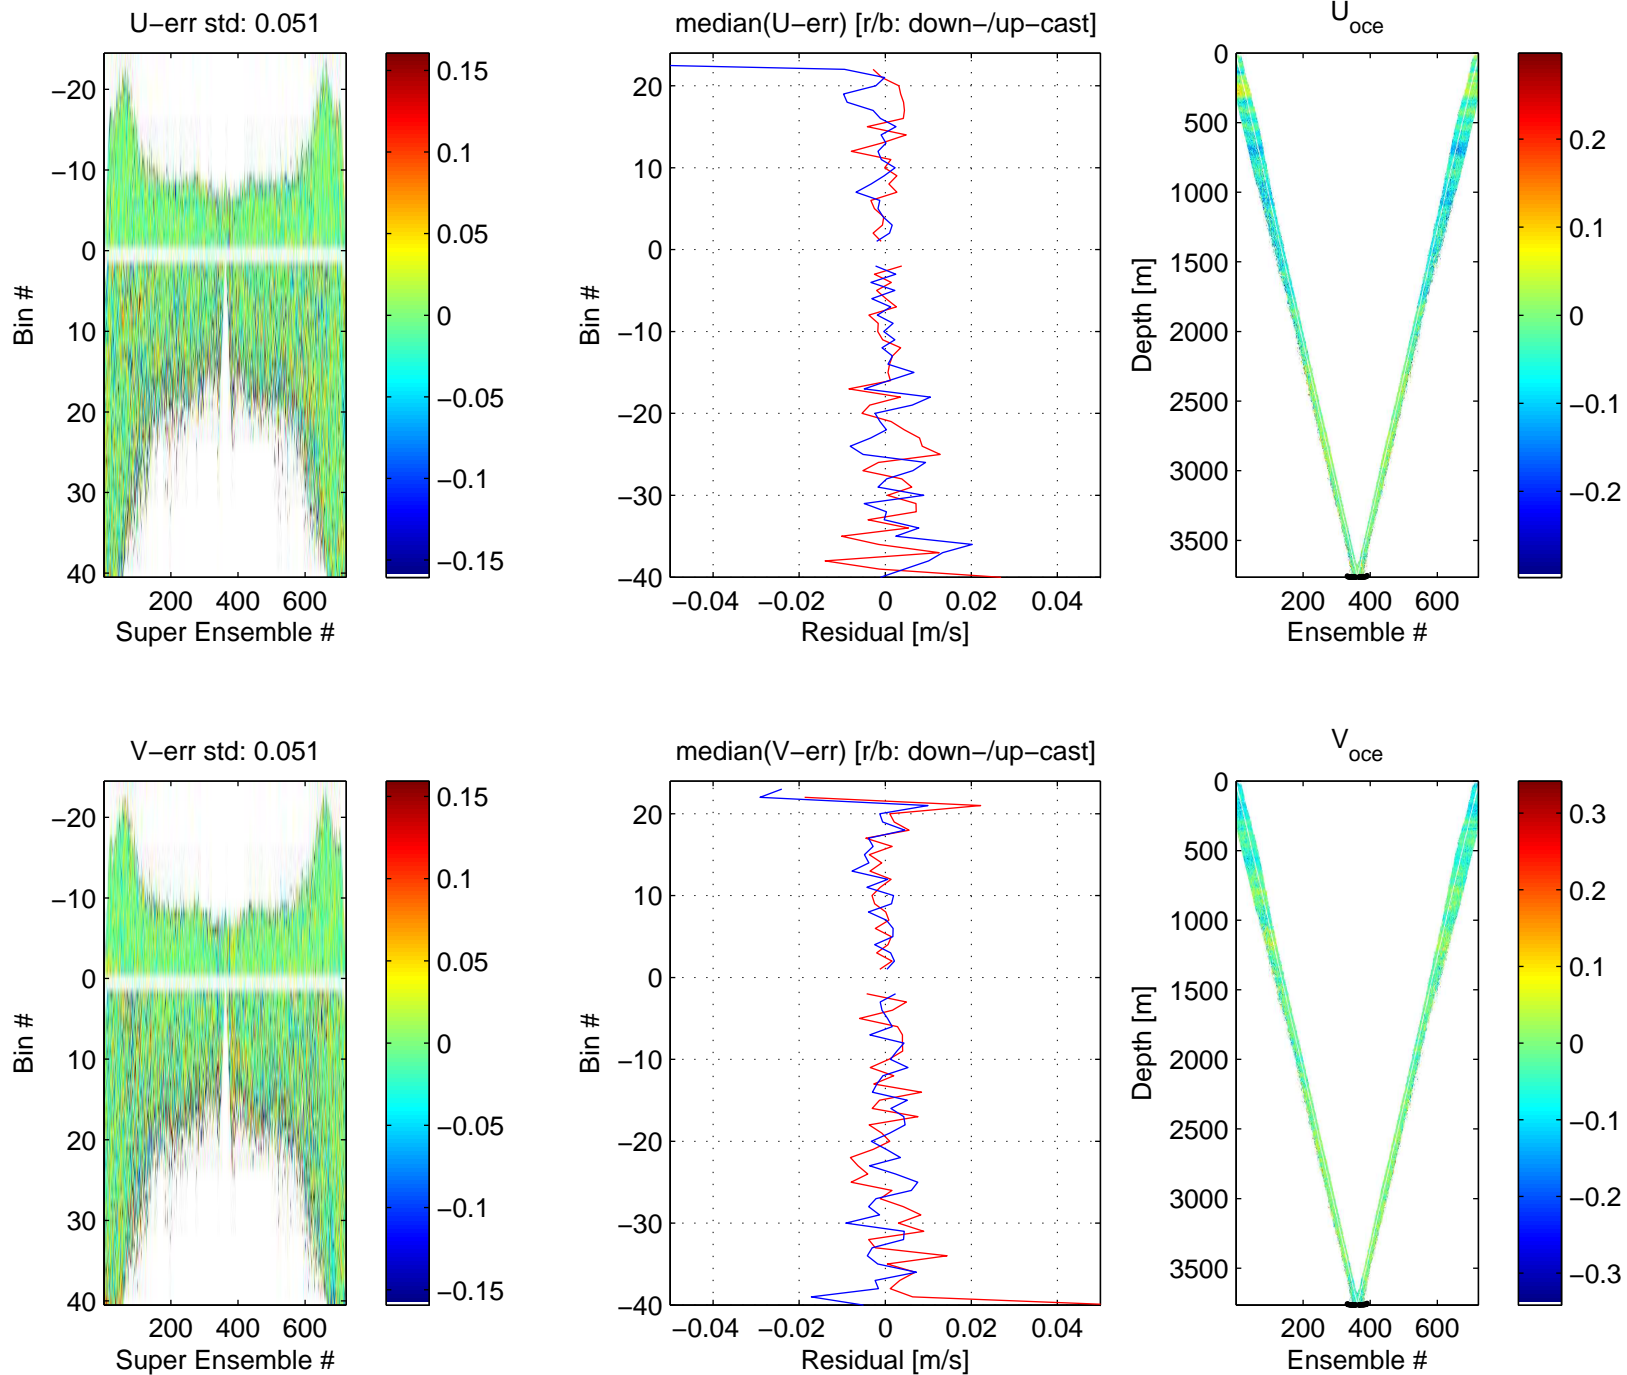 U−err std: 0.051
−20
−10
0
10
20
30
40
Bin #
200 400 600
Super Ensemble #
0.15
0.1
0.05
0
−0.05
−0.1
−0.15
median(U−err) [r/b: down−/up−cast]
20
10
0
−10
−20
−30
−40
Bin #
−0.04 −0.02 0 0.02 0.04
Residual [m/s]
U oce
0
500
1000
1500
2000
2500
3000
3500
Depth [m]
200 400 600
Ensemble #
0.2
0.1
0
−0.1
−0.2
V−err std: 0.051
−20
−10
0
10
20
30
40
Bin #
200 400 600
Super Ensemble #
0.15
0.1
0.05
0
−0.05
−0.1
−0.15
median(V−err) [r/b: down−/up−cast]
20
10
0
−10
−20
−30
−40
Bin #
−0.04 −0.02 0 0.02 0.04
Residual [m/s]
V oce
0
500
1000
1500
2000
2500
3000
3500
Depth [m]
200 400 600
Ensemble #
0.3
0.2
0.1
0
−0.1
−0.2
−0.3